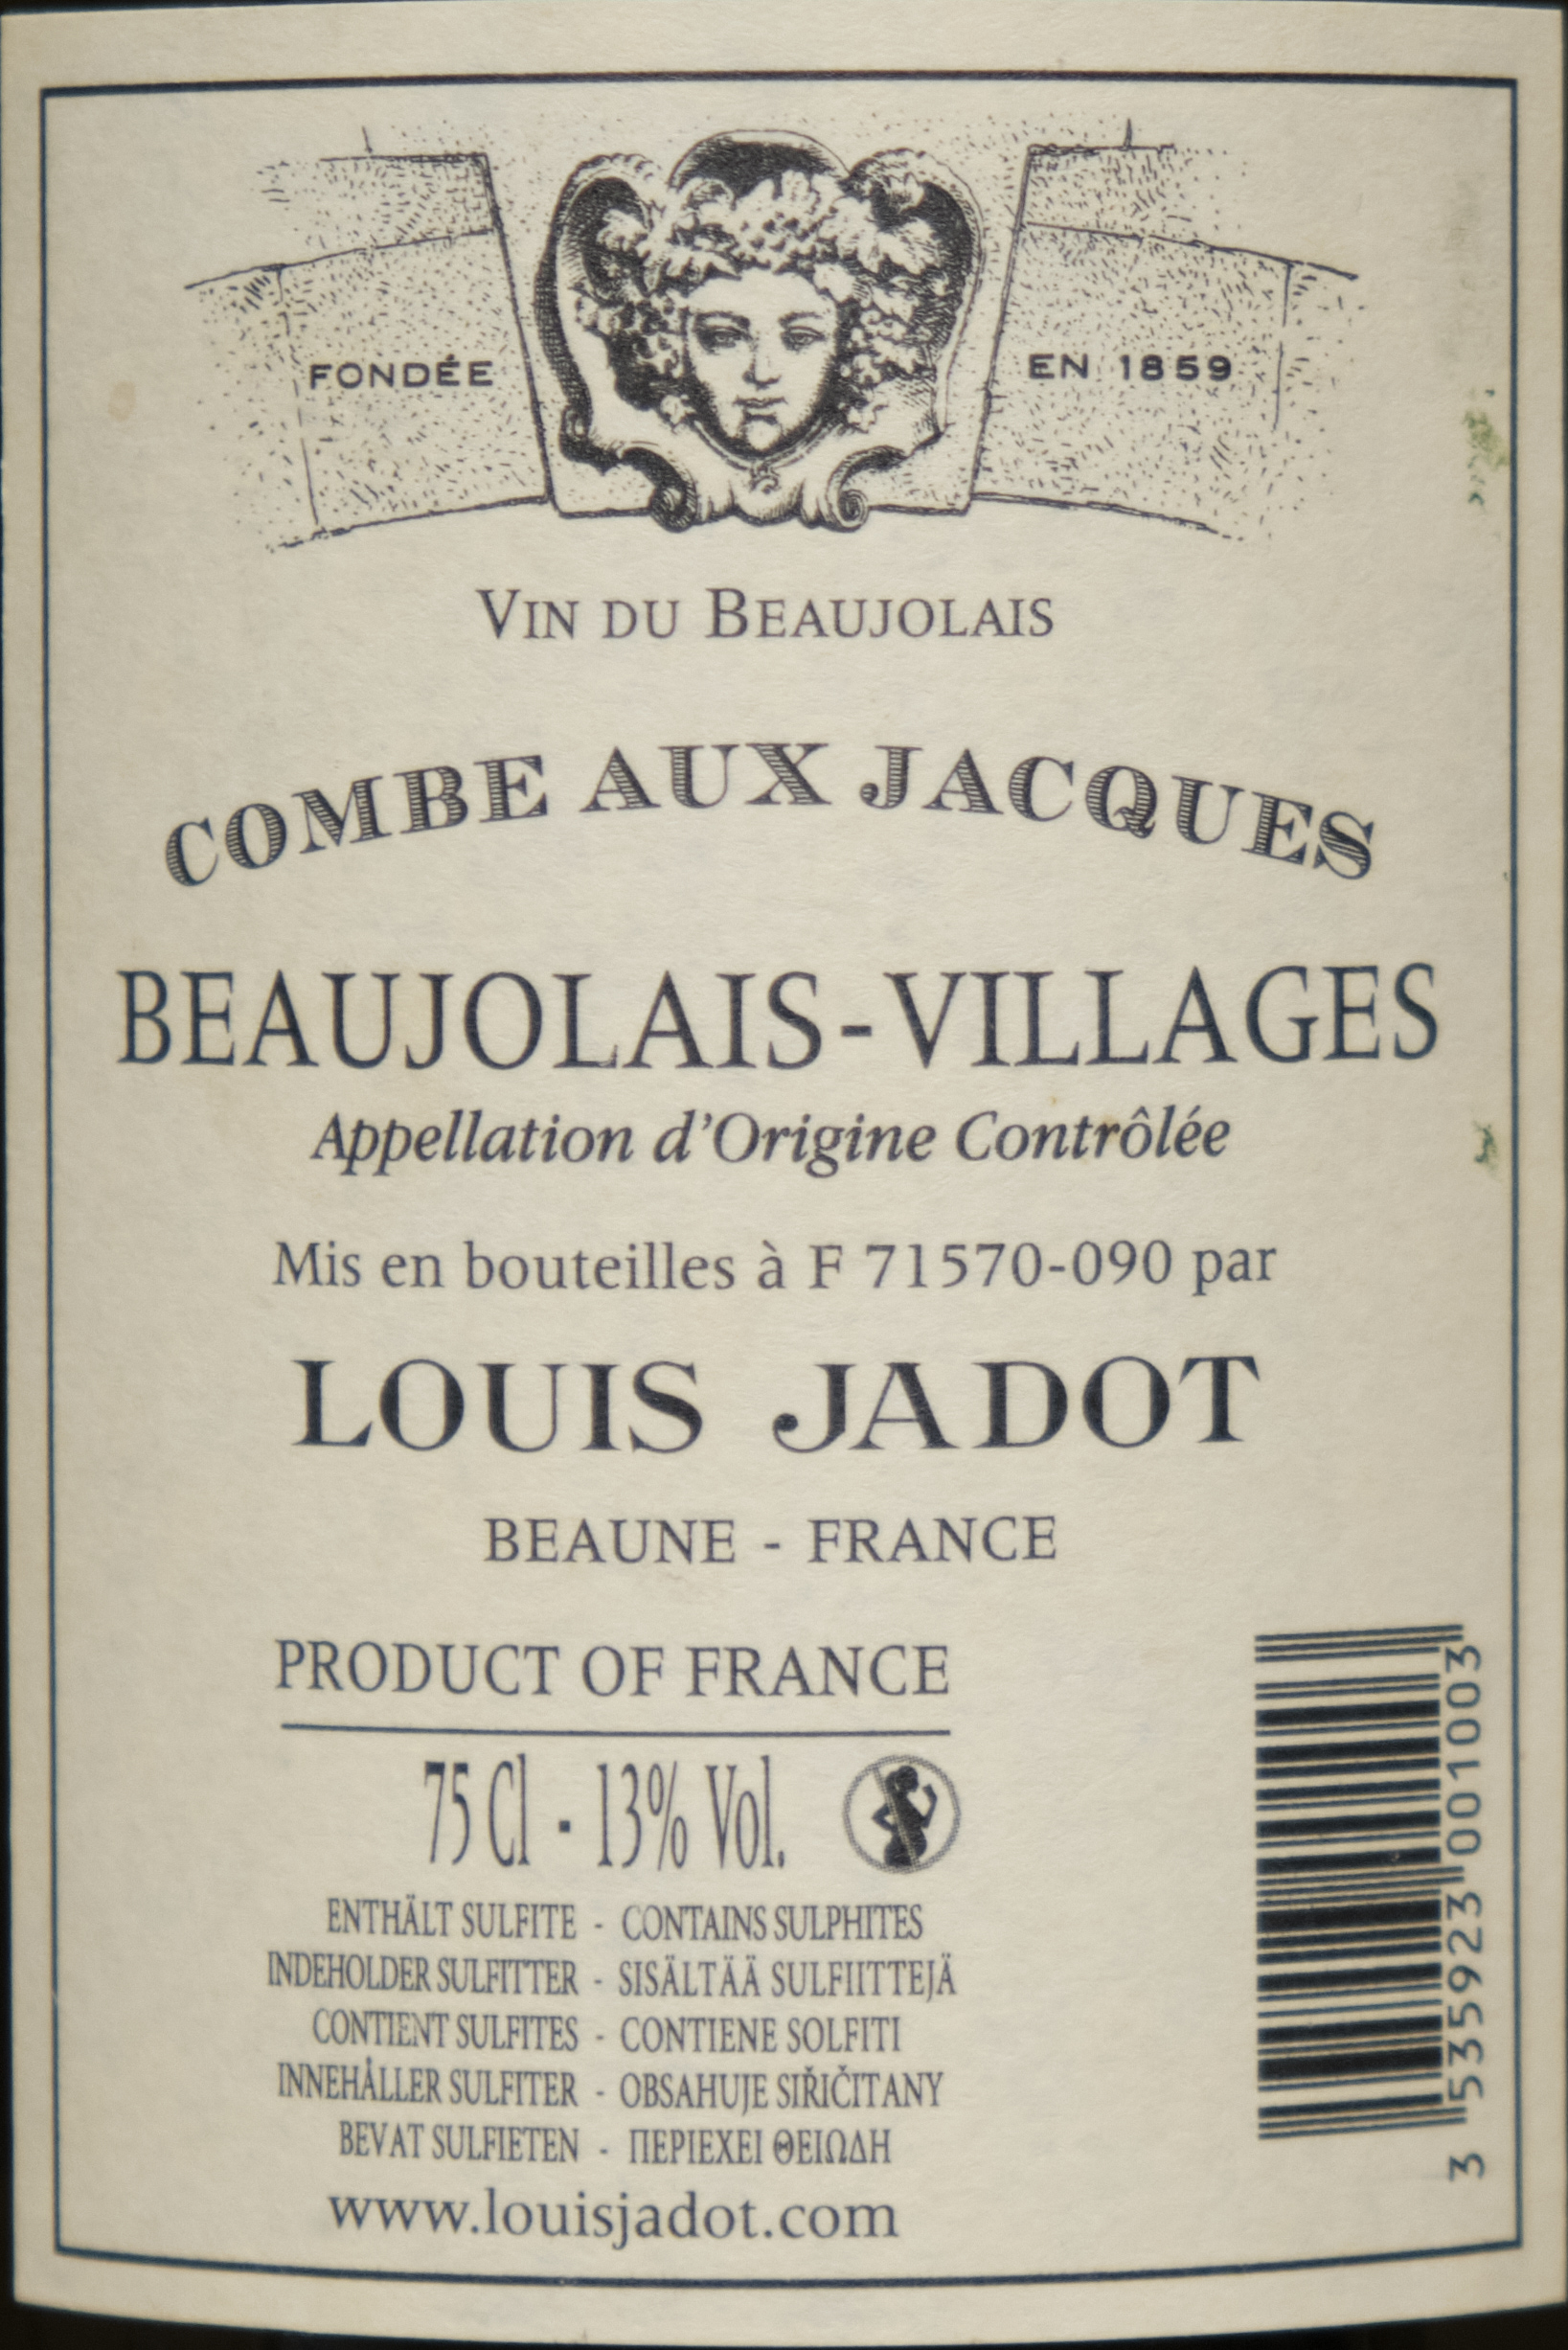 FONDÉE EN 1859
VIN DU BEAUJOLAIS
COMBE AUX JACQUES
BEAUJOLAIS-VILLAGES
Appellation d'Origine Contrôlée
Mis en bouteilles à F 71570-090 par
LOUIS JADOT
BEAUNE - FRANCE
PRODUCT OF FRANCE
75 Cl - 13% Vol.
ENTHÄLT SULFITE - CONTAINS SULPHITES
INDEHOLDER SULFITTER - SISÄLTÄÄ SULFIITTEJÄ
CONTIENT SULFITES - CONTIENE SOLFITI
INNEHÅLLER SULFITER - OBSAHUJE SIŘIČITANY
BEVAT SULFIETEN - ΠΕΡΙΕΧΕΙ ΘΕΙΩΔΗ
www.louisjadot.com
3 535923 001003